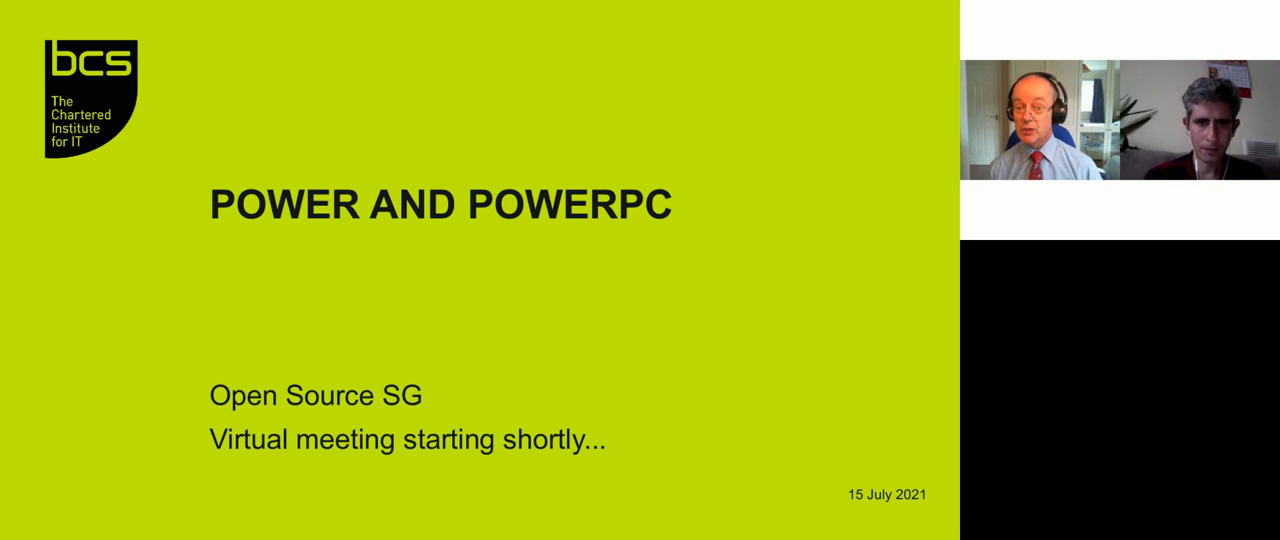 bcs
The
Chartered
Institute
for IT
POWER AND POWERPC
Open Source SG
Virtual meeting starting shortly...
15 July 2021